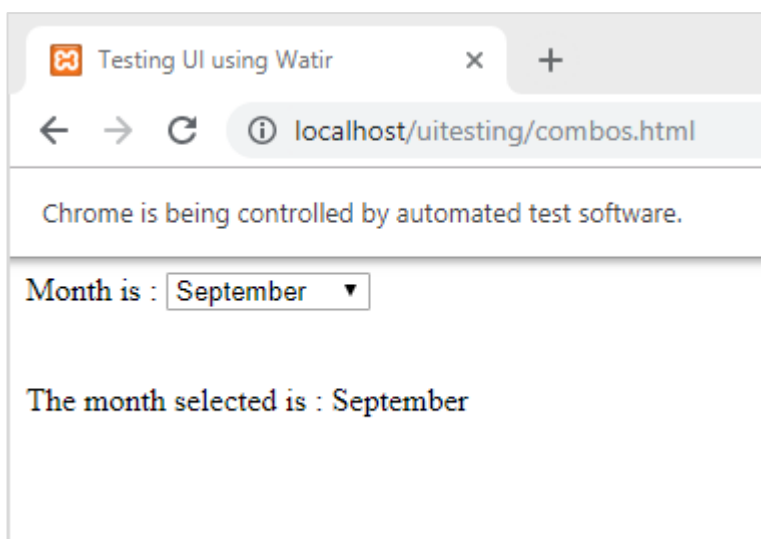 Testing UI using Watir
localhost/uitesting/combos.html
Chrome is being controlled by automated test software.
Month is : September
The month selected is : September